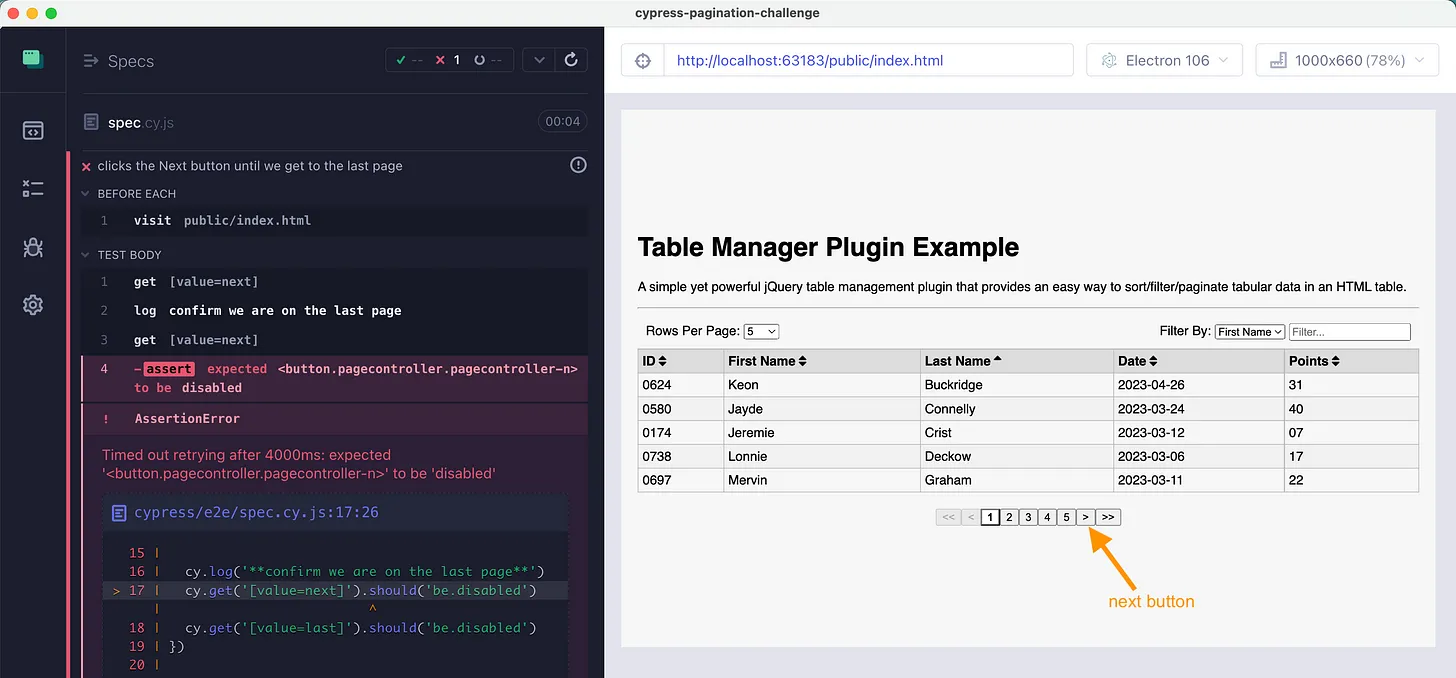 cypress-pagination-challenge
Specs
-- 1 --
spec.cy.js 00:04
clicks the Next button until we get to the last page
BEFORE EACH
1 visit public/index.html
TEST BODY
1 get [value=next]
2 log confirm we are on the last page
3 get [value=next]
4 -assert expected <button.pagecontroller.pagecontroller-n>
to be disabled
! AssertionError
Timed out retrying after 4000ms: expected
'<button.pagecontroller.pagecontroller-n>' to be 'disabled'
cypress/e2e/spec.cy.js:17:26
15 |
16 | cy.log('**confirm we are on the last page**')
> 17 | cy.get('[value=next]').should('be.disabled')
| ^
18 | cy.get('[value=last]').should('be.disabled')
19 | })
20 |
http://localhost:63183/public/index.html
Electron 106
1000x660 (78%)
Table Manager Plugin Example
A simple yet powerful jQuery table management plugin that provides an easy way to sort/filter/paginate tabular data in an HTML table.
Rows Per Page: 5 Filter By: First Name Filter...
ID First Name Last Name Date Points
0624 Keon Buckridge 2023-04-26 31
0580 Jayde Connelly 2023-03-24 40
0174 Jeremie Crist 2023-03-12 07
0738 Lonnie Deckow 2023-03-06 17
0697 Mervin Graham 2023-03-11 22
<< < 1 2 3 4 5 > >>
next button